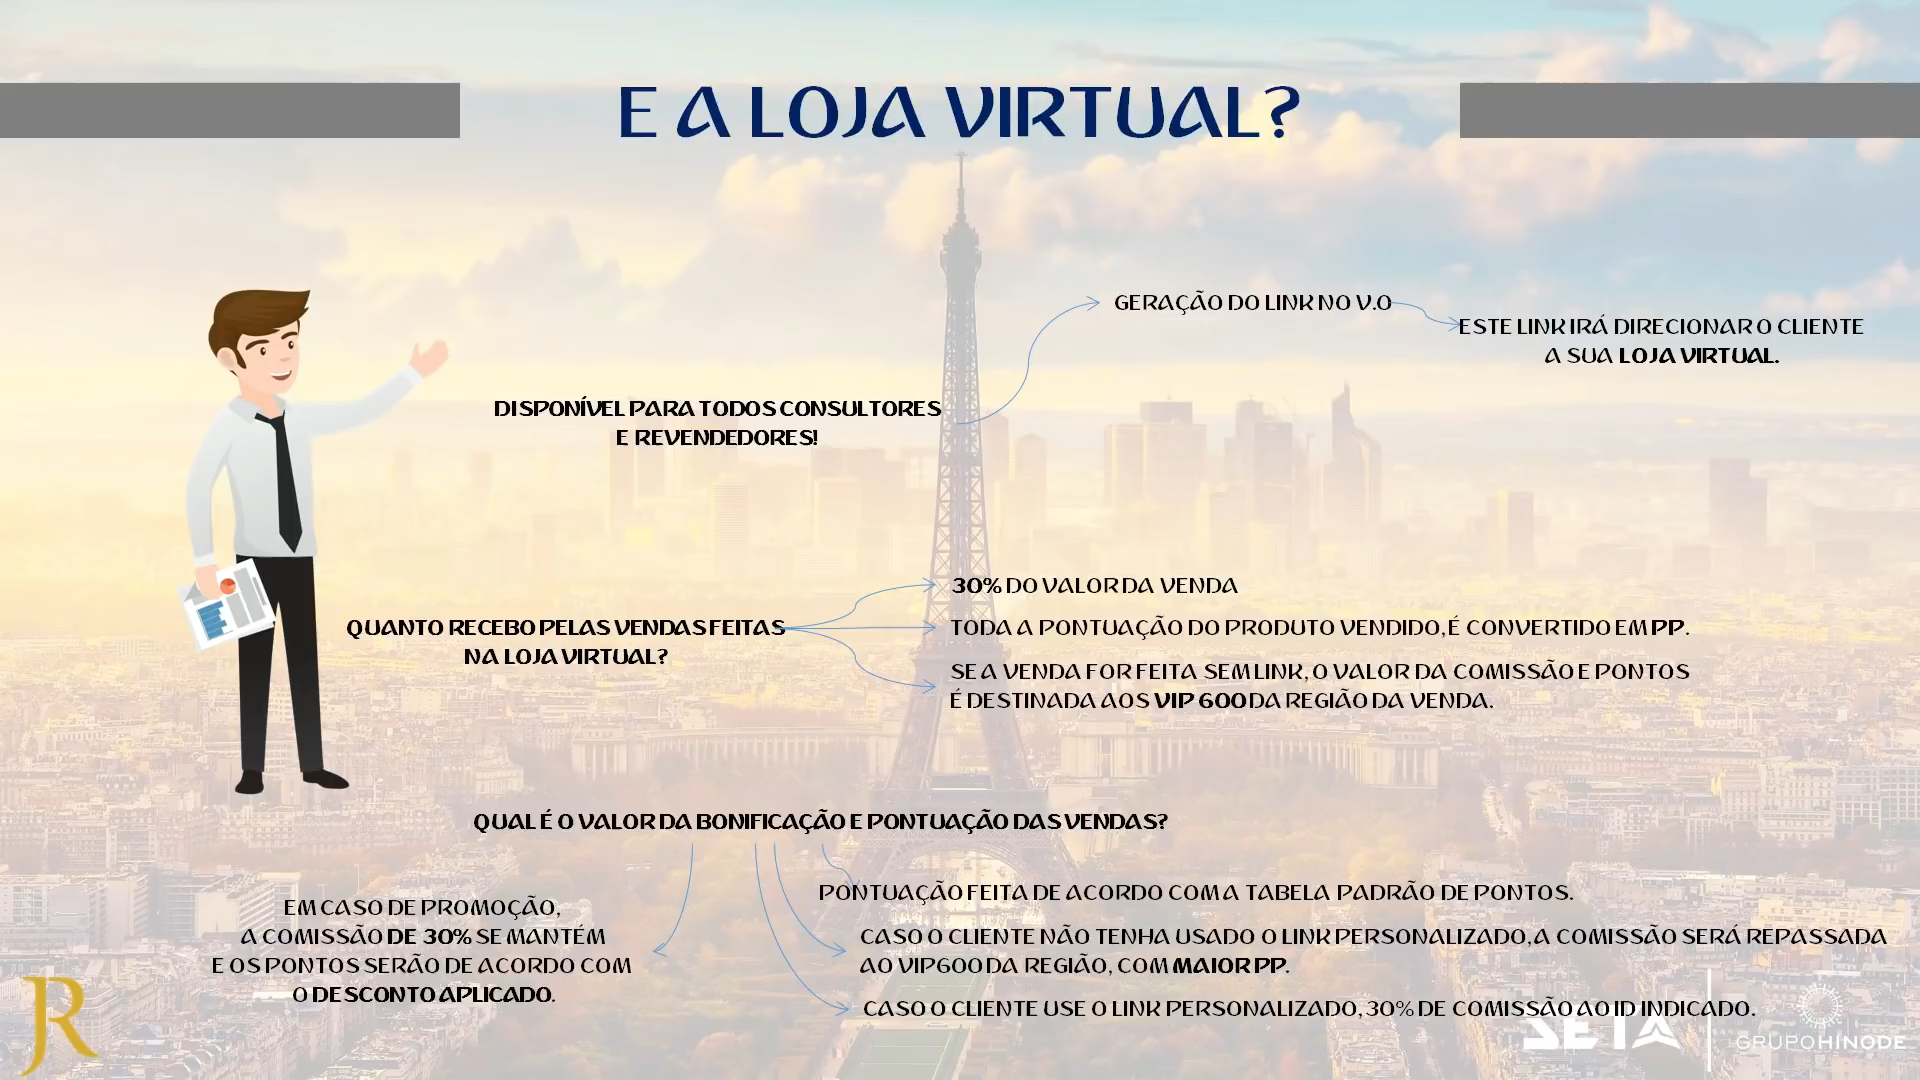 E A LOJA VIRTUAL?
GERAÇÃO DO LINK NO V.O
ESTE LINK IRÁ DIRECIONAR O CLIENTE
A SUA LOJA VIRTUAL.
DISPONÍVEL PARA TODOS CONSULTORES
E REVENDEDORES!
30% DO VALOR DA VENDA
QUANTO RECEBO PELAS VENDAS FEITAS
NA LOJA VIRTUAL?
TODA A PONTUAÇÃO DO PRODUTO VENDIDO, É CONVERTIDO EM PP.
SE A VENDA FOR FEITA SEM LINK, O VALOR DA COMISSÃO E PONTOS
É DESTINADA AOS VIP 600 DA REGIÃO DA VENDA.
QUAL É O VALOR DA BONIFICAÇÃO E PONTUAÇÃO DAS VENDAS?
EM CASO DE PROMOÇÃO,
A COMISSÃO DE 30% SE MANTÉM
E OS PONTOS SERÃO DE ACORDO COM
O DESCONTO APLICADO.
PONTUAÇÃO FEITA DE ACORDO COM A TABELA PADRÃO DE PONTOS.
CASO O CLIENTE NÃO TENHA USADO O LINK PERSONALIZADO, A COMISSÃO SERÁ REPASSADA
AO VIP600 DA REGIÃO, COM MAIOR PP.
CASO O CLIENTE USE O LINK PERSONALIZADO, 30% DE COMISSÃO AO ID INDICADO.
JR
SETA
GRUPOHINODE